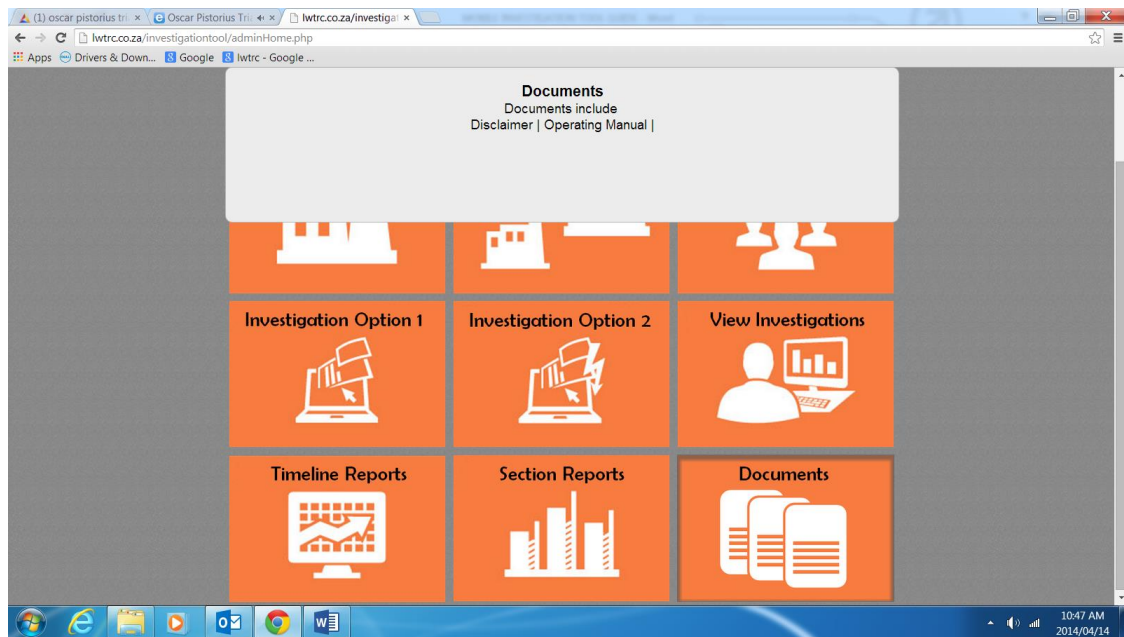 (1) oscar pistorius tri
Oscar Pistorius Tri
lwtrc.co.za/investigat
lwtrc.co.za/investigationtool/adminHome.php
Apps Drivers & Down... Google lwtrc - Google ...
Documents
Documents include
Disclaimer | Operating Manual |
Investigation Option 1 Investigation Option 2 View Investigations
Timeline Reports Section Reports Documents
10:47 AM
2014/04/14